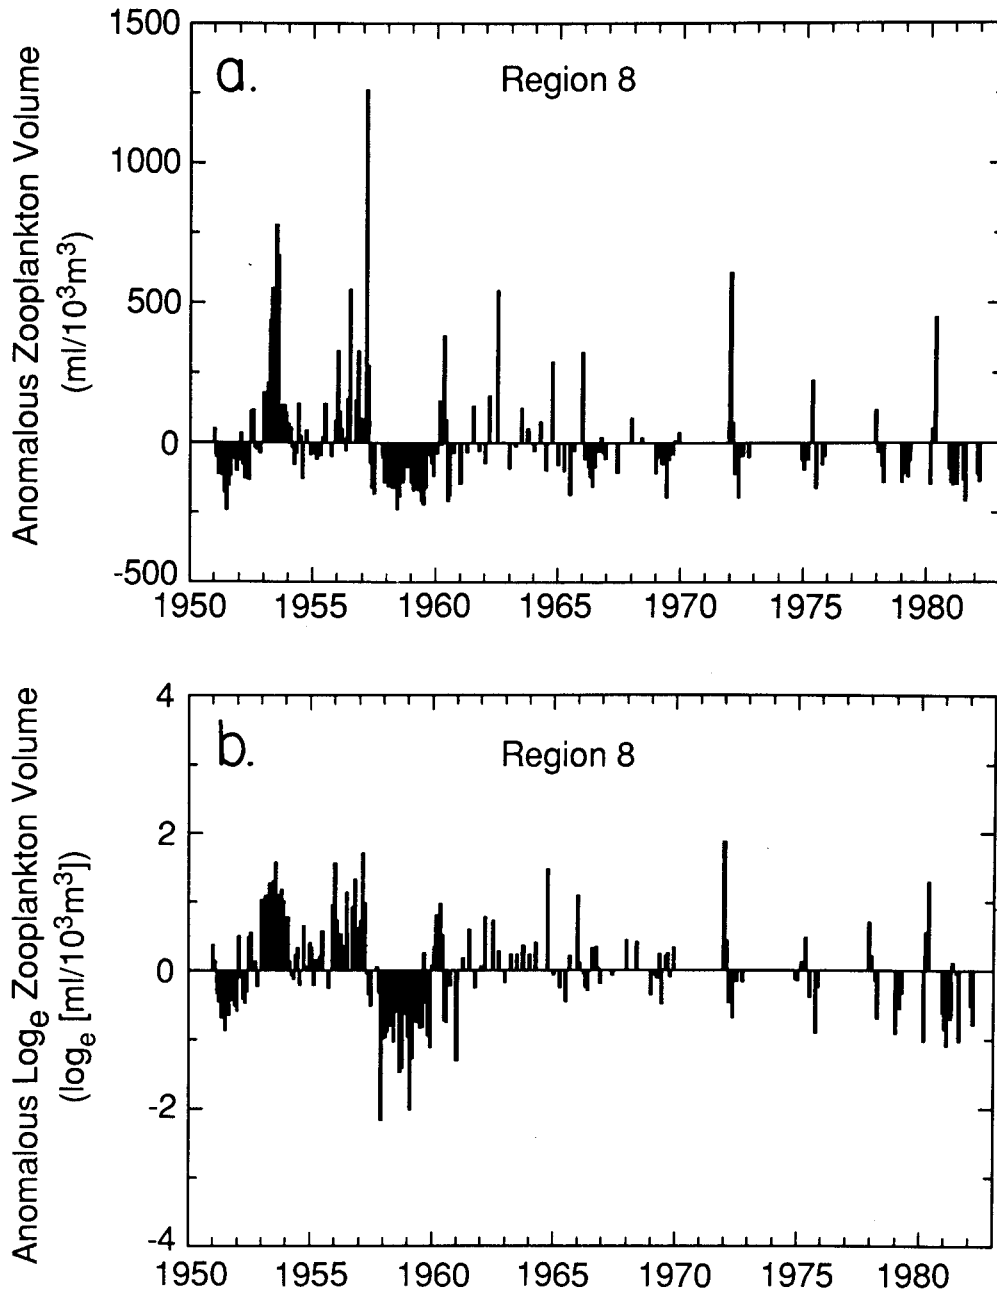 a.
Region 8
Anomalous Zooplankton Volume
(ml/10³m³)
1500
1000
500
0
-500
1950 1955 1960 1965 1970 1975 1980
b.
Region 8
Anomalous Logₑ Zooplankton Volume
(logₑ [ml/10³m³])
4
2
0
-2
-4
1950 1955 1960 1965 1970 1975 1980